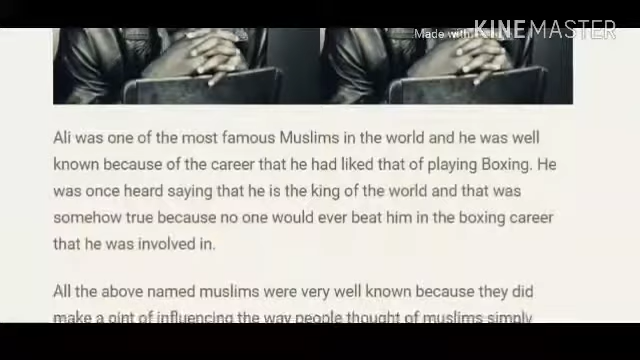 Made with KINEMASTER
Ali was one of the most famous Muslims in the world and he was well
known because of the career that he had liked that of playing Boxing. He
was once heard saying that he is the king of the world and that was
somehow true because no one would ever beat him in the boxing career
that he was involved in.
All the above named muslims were very well known because they did
make a pint of influencing the way people thought of muslims simply